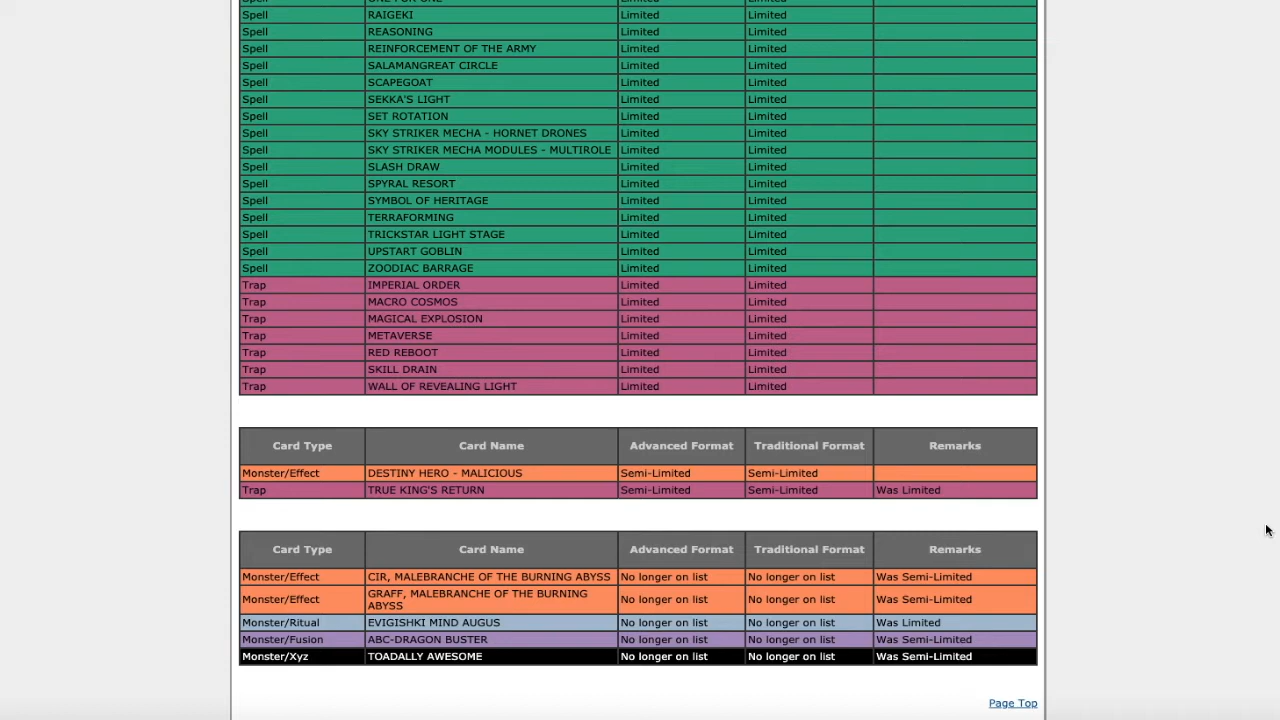 Spell ONE FOR ONE Limited Limited
Spell RAIGEKI Limited Limited
Spell REASONING Limited Limited
Spell REINFORCEMENT OF THE ARMY Limited Limited
Spell SALAMANGREAT CIRCLE Limited Limited
Spell SCAPEGOAT Limited Limited
Spell SEKKA'S LIGHT Limited Limited
Spell SET ROTATION Limited Limited
Spell SKY STRIKER MECHA - HORNET DRONES Limited Limited
Spell SKY STRIKER MECHA MODULES - MULTIROLE Limited Limited
Spell SLASH DRAW Limited Limited
Spell SPYRAL RESORT Limited Limited
Spell SYMBOL OF HERITAGE Limited Limited
Spell TERRAFORMING Limited Limited
Spell TRICKSTAR LIGHT STAGE Limited Limited
Spell UPSTART GOBLIN Limited Limited
Spell ZOODIAC BARRAGE Limited Limited
Trap IMPERIAL ORDER Limited Limited
Trap MACRO COSMOS Limited Limited
Trap MAGICAL EXPLOSION Limited Limited
Trap METAVERSE Limited Limited
Trap RED REBOOT Limited Limited
Trap SKILL DRAIN Limited Limited
Trap WALL OF REVEALING LIGHT Limited Limited
Card Type Card Name Advanced Format Traditional Format Remarks
Monster/Effect DESTINY HERO - MALICIOUS Semi-Limited Semi-Limited
Trap TRUE KING'S RETURN Semi-Limited Semi-Limited Was Limited
Card Type Card Name Advanced Format Traditional Format Remarks
Monster/Effect CIR, MALEBRANCHE OF THE BURNING ABYSS No longer on list No longer on list Was Semi-Limited
Monster/Effect GRAFF, MALEBRANCHE OF THE BURNING
ABYSS No longer on list No longer on list Was Semi-Limited
Monster/Ritual EVIGISHKI MIND AUGUS No longer on list No longer on list Was Limited
Monster/Fusion ABC-DRAGON BUSTER No longer on list No longer on list Was Semi-Limited
Monster/Xyz TOADALLY AWESOME No longer on list No longer on list Was Semi-Limited
Page Top